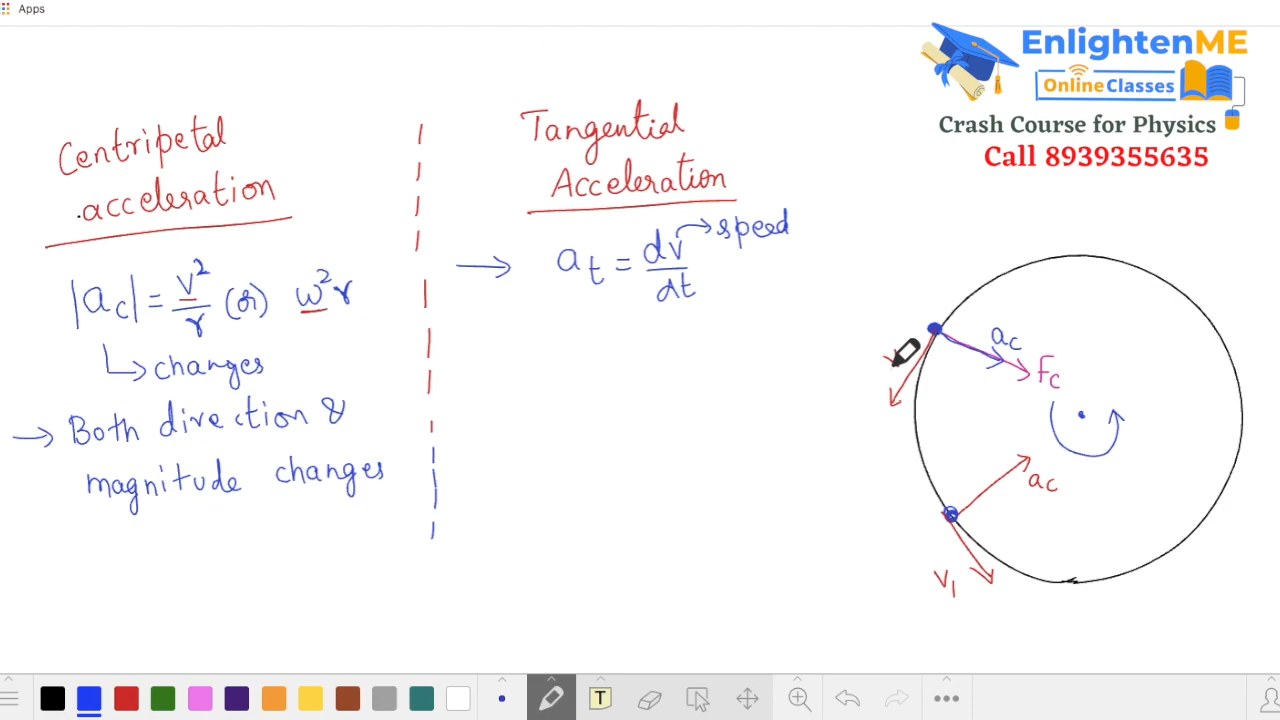 Apps
EnlightenME
OnlineClasses
Crash Course for Physics
Call 8939355635
Centripetal
acceleration
|ac| = v²/r (or) ω²r
↳ changes
→ Both direction &
magnitude changes
Tangential
Acceleration
→ at = dv/dt → speed
ac
Fc
ac
v1
T